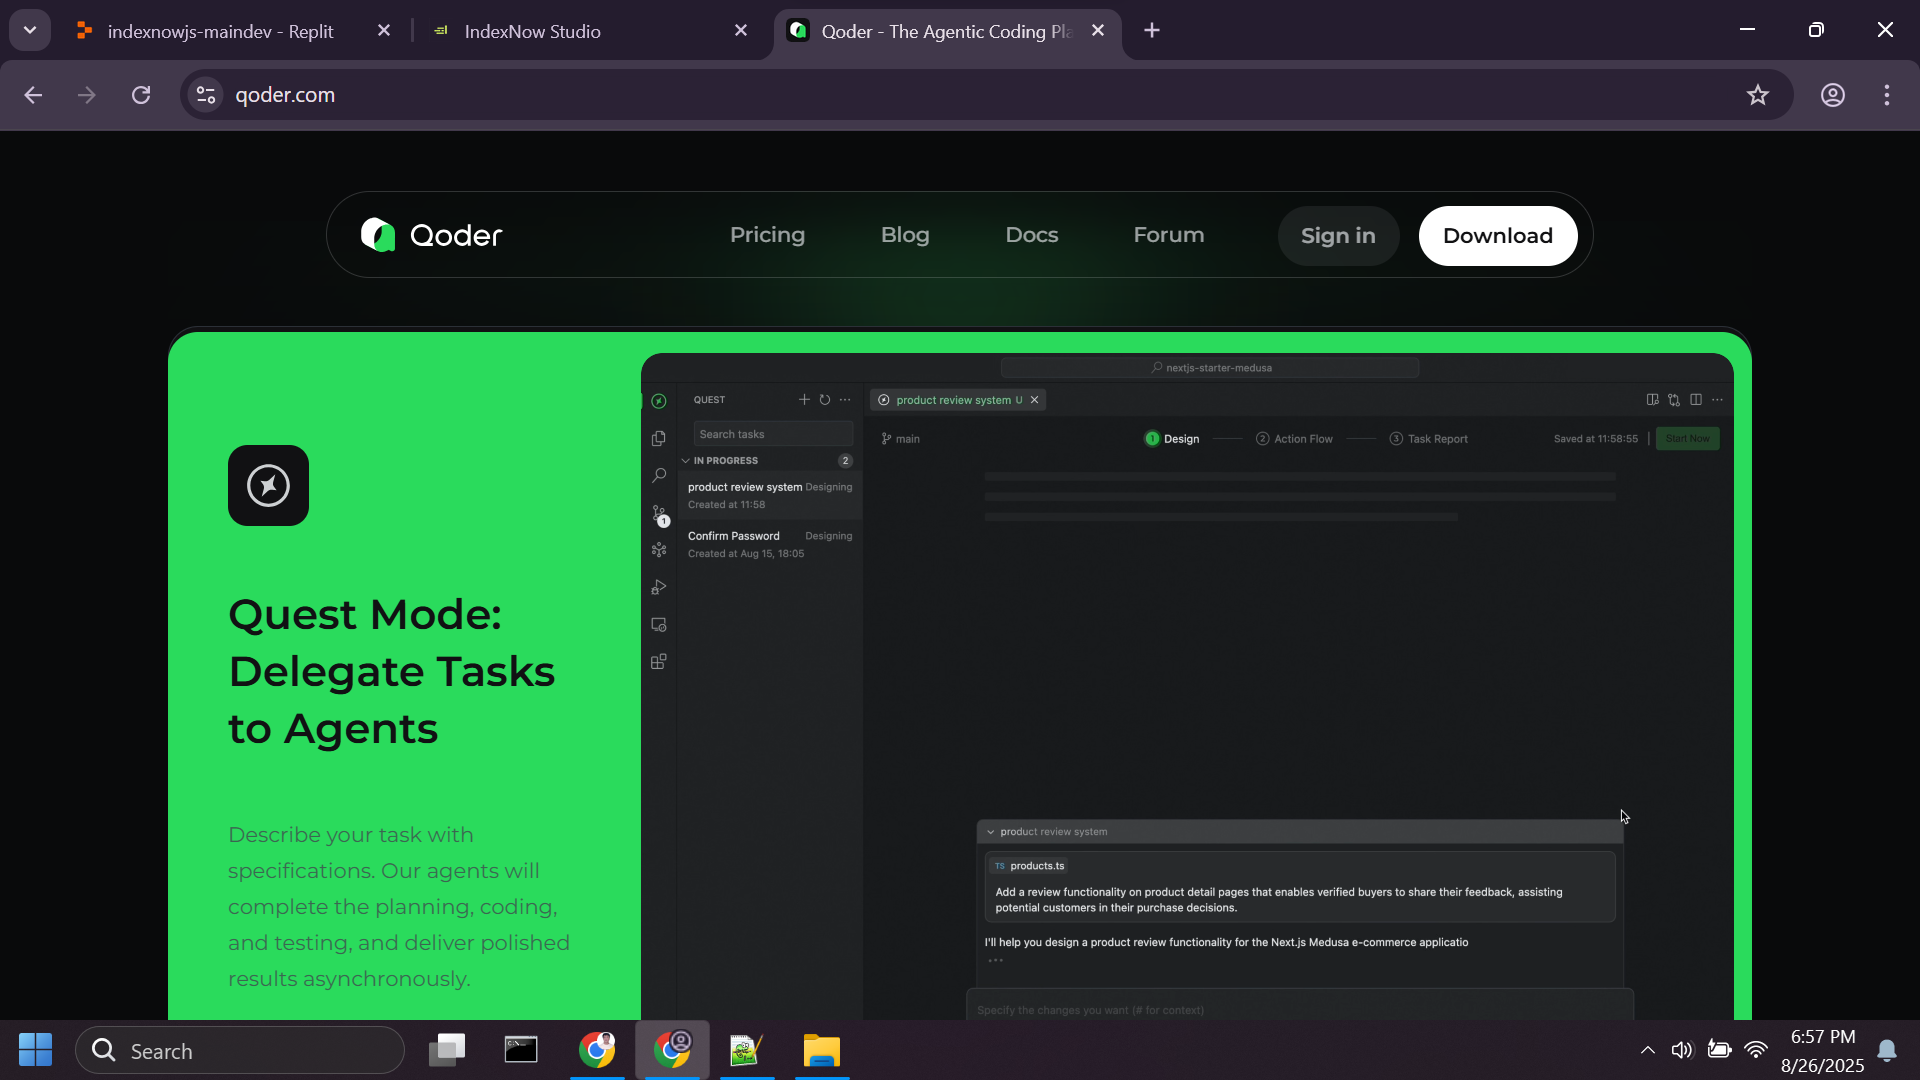 indexnowjs-maindev - Replit
IndexNow Studio
Qoder - The Agentic Coding Pla
qoder.com
Qoder
Pricing
Blog
Docs
Forum
Sign in
Download
Quest Mode:
Delegate Tasks
to Agents
Describe your task with
specifications. Our agents will
complete the planning, coding,
and testing, and deliver polished
results asynchronously.
nextjs-starter-medusa
QUEST
Search tasks
IN PROGRESS 2
product review system Designing
Created at 11:58
Confirm Password Designing
Created at Aug 15, 18:05
1
product review system U
main
1 Design
2 Action Flow
3 Task Report
Saved at 11:58:55
Start Now
product review system
TS products.ts
Add a review functionality on product detail pages that enables verified buyers to share their feedback, assisting
potential customers in their purchase decisions.
I'll help you design a product review functionality for the Next.js Medusa e-commerce applicatio
Specify the changes you want (# for context)
Search
6:57 PM
8/26/2025